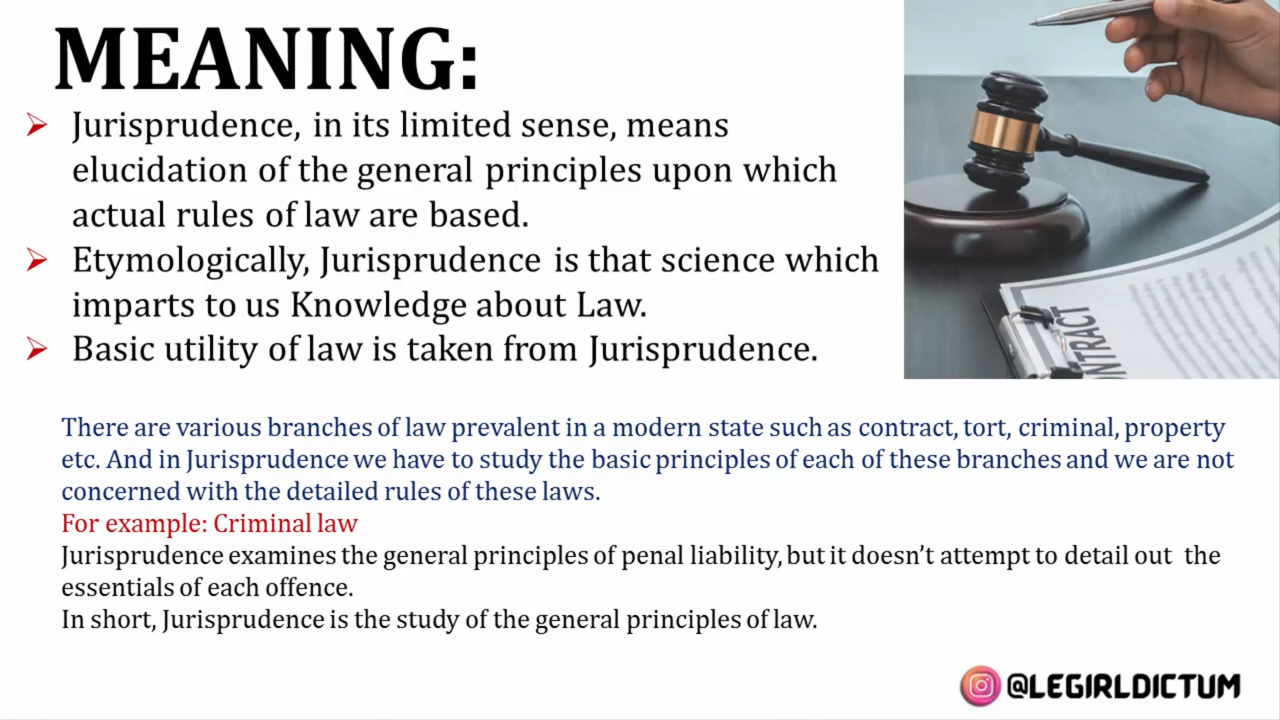 MEANING:
Jurisprudence, in its limited sense, means
elucidation of the general principles upon which
actual rules of law are based.
Etymologically, Jurisprudence is that science which
imparts to us Knowledge about Law.
Basic utility of law is taken from Jurisprudence.
There are various branches of law prevalent in a modern state such as contract, tort, criminal, property
etc. And in Jurisprudence we have to study the basic principles of each of these branches and we are not
concerned with the detailed rules of these laws.
For example: Criminal law
Jurisprudence examines the general principles of penal liability, but it doesn’t attempt to detail out the
essentials of each offence.
In short, Jurisprudence is the study of the general principles of law.
@LEGIRLDICTUM